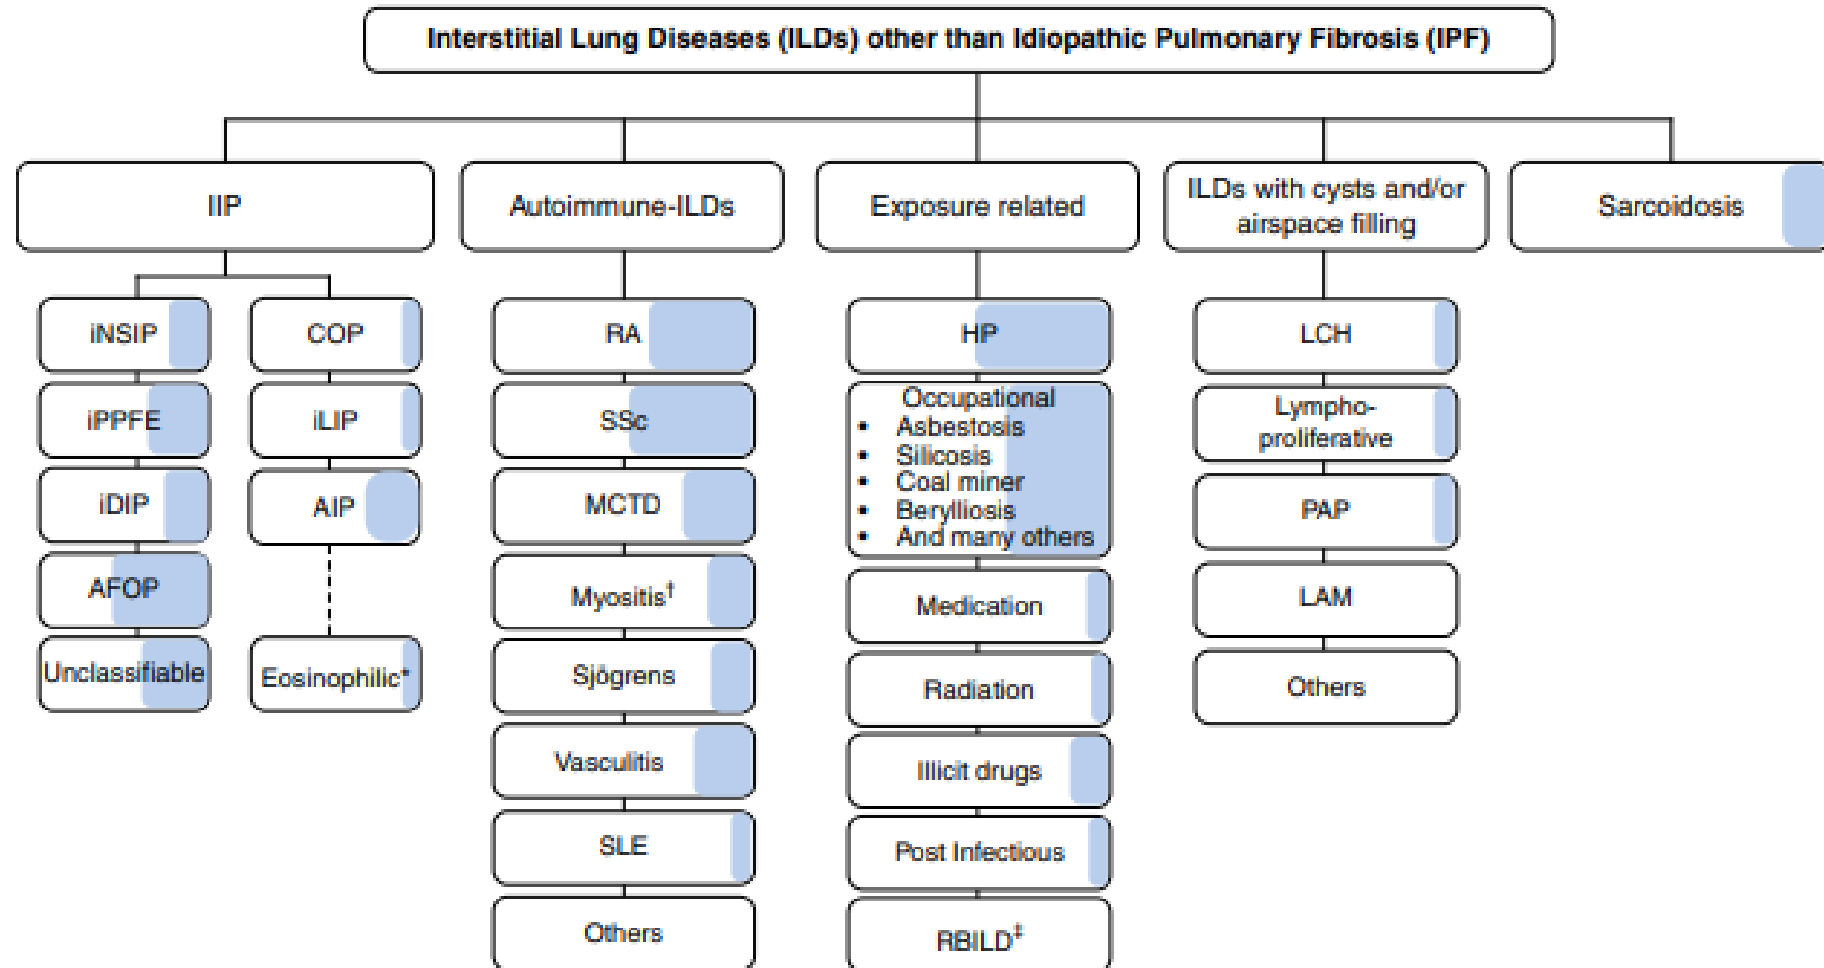 Interstitial Lung Diseases (ILDs) other than Idiopathic Pulmonary Fibrosis (IPF)
IIP
Autoimmune-ILDs
Exposure related
ILDs with cysts and/or
airspace filling
Sarcoidosis
iNSIP
iPPFE
iDIP
AFOP
Unclassifiable
COP
iLIP
AIP
Eosinophilic*
RA
SSc
MCTD
Myositis†
Sjögrens
Vasculitis
SLE
Others
HP
Occupational
• Asbestosis
• Silicosis
• Coal miner
• Berylliosis
• And many others
Medication
Radiation
Illicit drugs
Post Infectious
RBILD‡
LCH
Lympho-
proliferative
PAP
LAM
Others